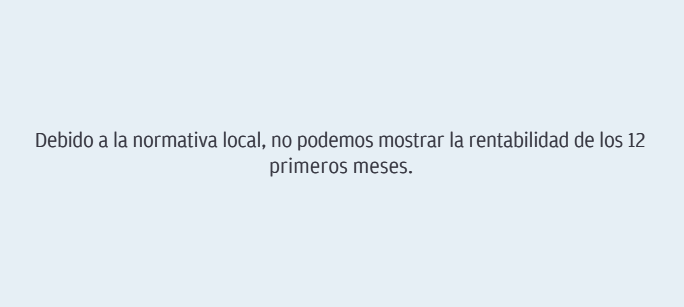 Debido a la normativa local, no podemos mostrar la rentabilidad de los 12
primeros meses.